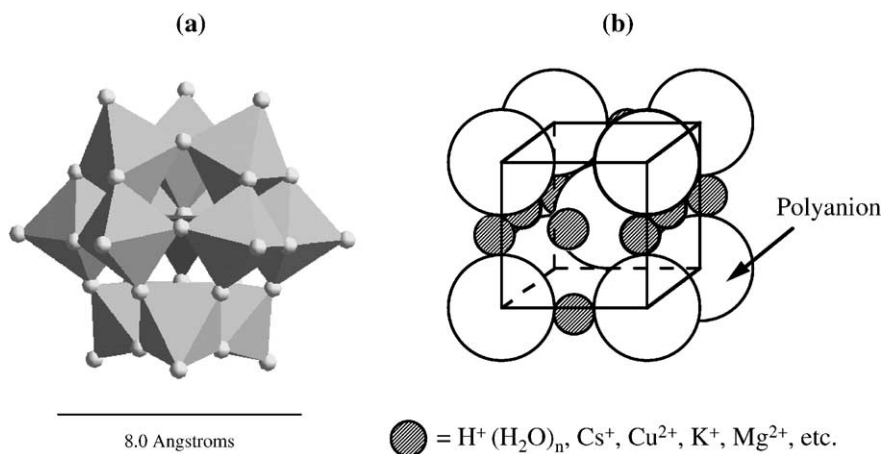 (a)
(b)
Polyanion
8.0 Angstroms
= H⁺ (H₂O)ₙ, Cs⁺, Cu²⁺, K⁺, Mg²⁺, etc.